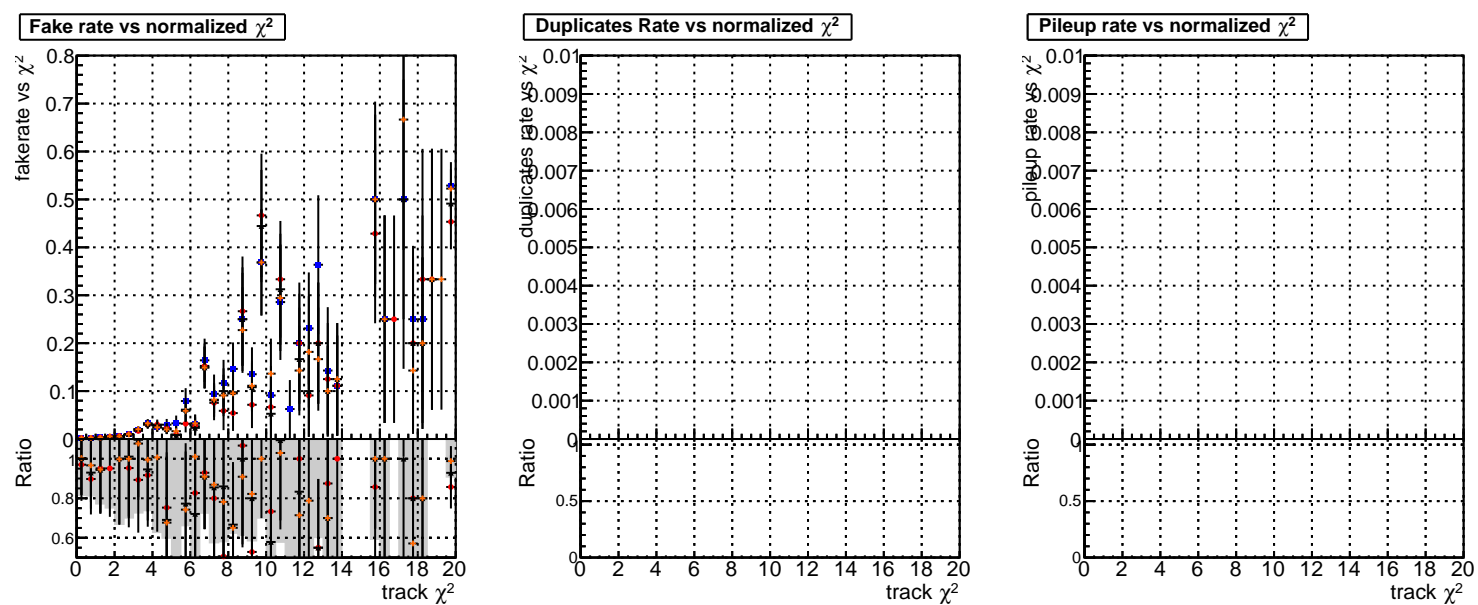 Fake rate vs normalized χ²
fakerate vs χ²
0.8
0.7
0.6
0.5
0.4
0.3
0.2
0.1
0
Ratio
1
0.8
0.6
0 2 4 6 8 10 12 14 16 18 20
track χ²
Duplicates Rate vs normalized χ²
duplicates rate vs χ²
0.01
0.009
0.008
0.007
0.006
0.005
0.004
0.003
0.002
0.001
0
Ratio
1
0.5
0
0 2 4 6 8 10 12 14 16 18 20
track χ²
Pileup rate vs normalized χ²
pileup rate vs χ²
0.01
0.009
0.008
0.007
0.006
0.005
0.004
0.003
0.002
0.001
0
Ratio
1
0.5
0
0 2 4 6 8 10 12 14 16 18 20
track χ²